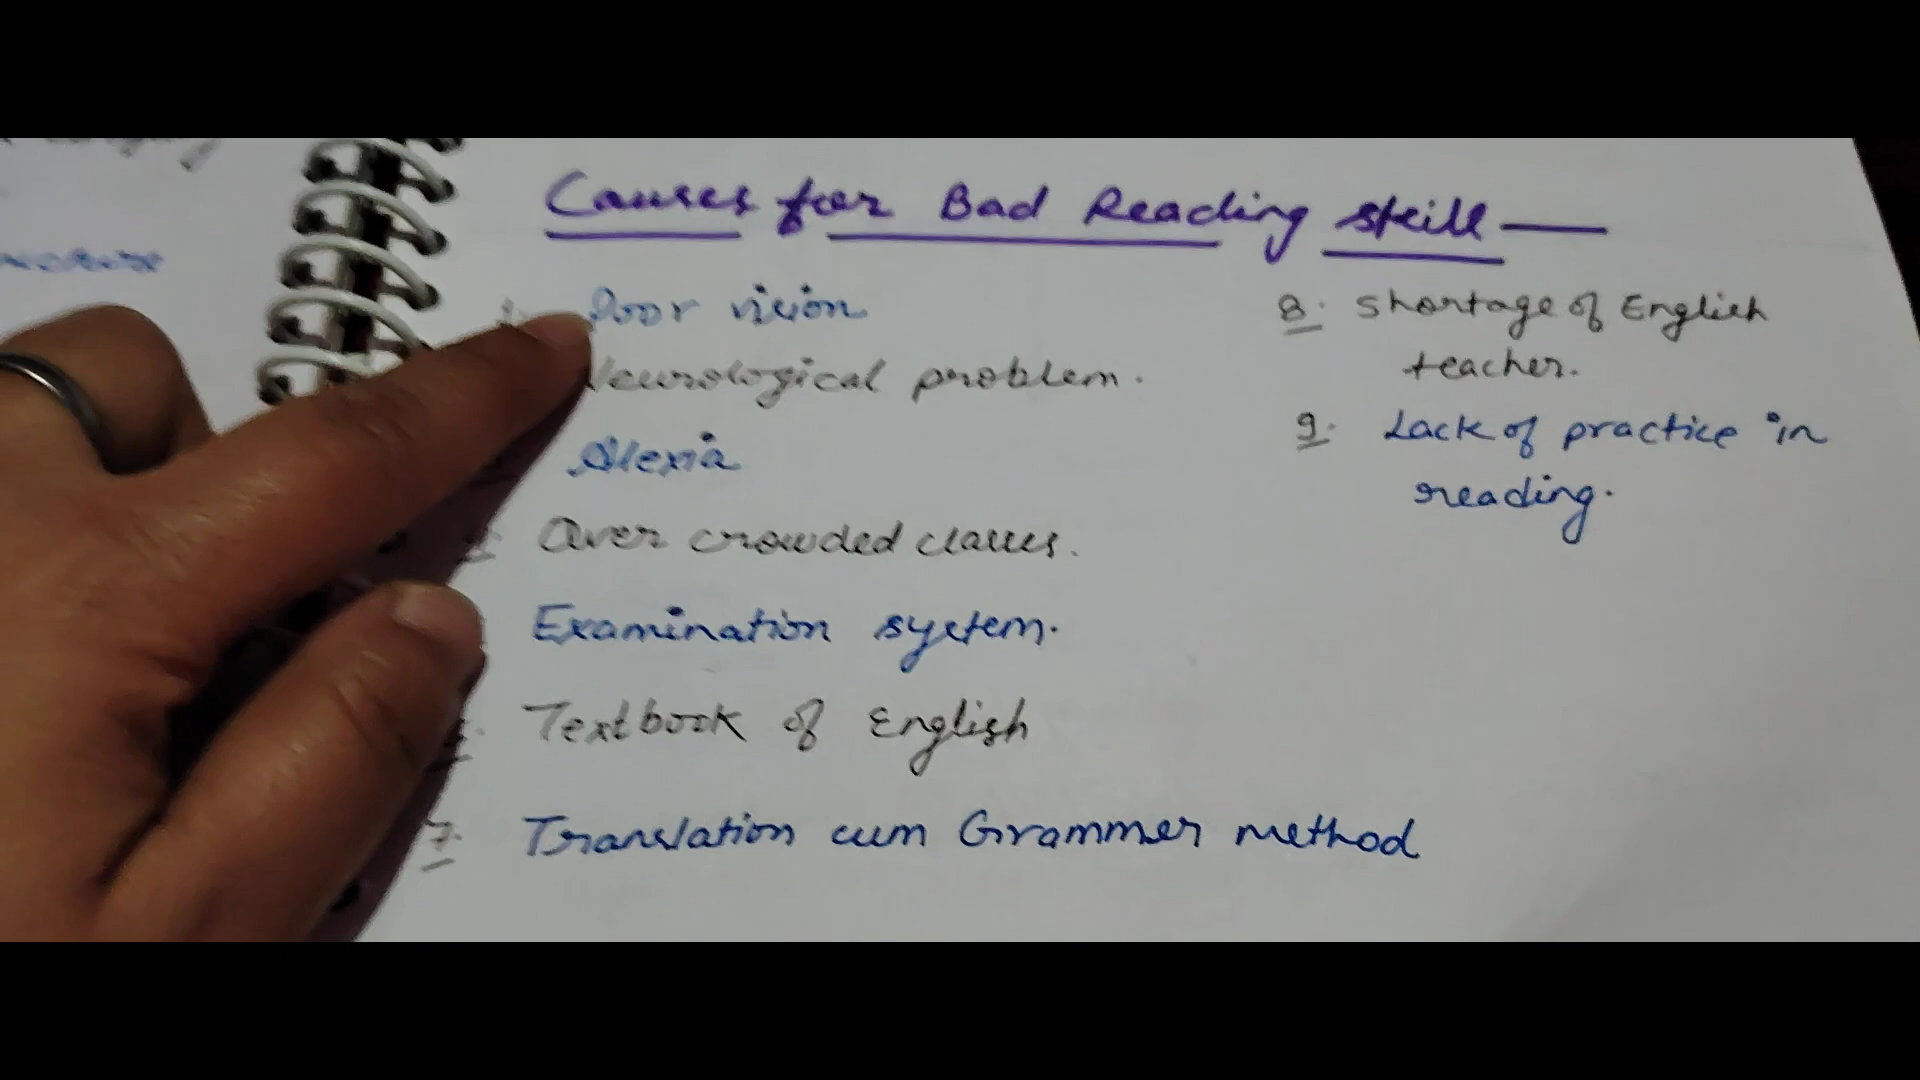 Causes for Bad Reading Skill —
Poor vision
Neurological problem.
Alexia
Over crowded classes.
Examination system.
Textbook of English
7. Translation cum Grammer method
8. Shortage of English
teacher.
9. Lack of practice in
reading.